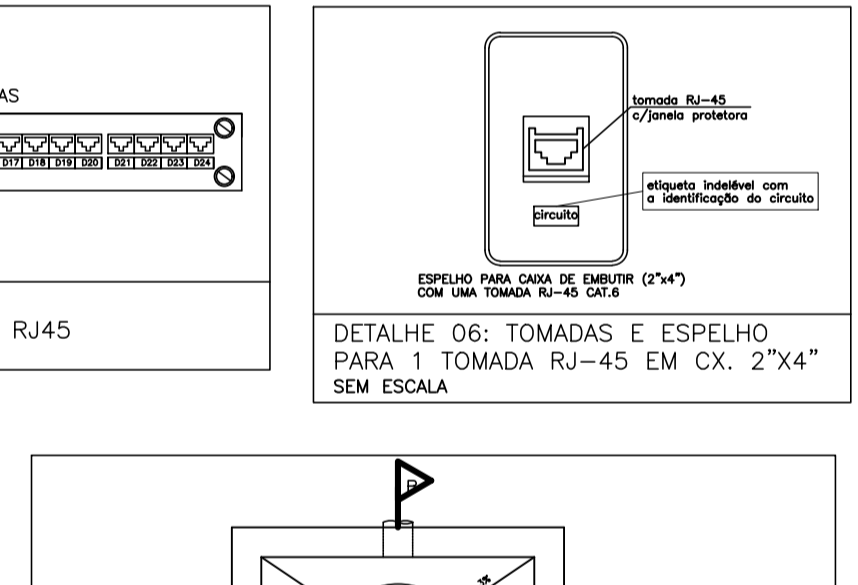 AS
D17 D18 D19 D20 D21 D22 D23 D24
RJ45
tomada RJ-45
c/janela protetora
etiqueta indelével com
a identificação do circuito
circuito
ESPELHO PARA CAIXA DE EMBUTIR (2"x4")
COM UMA TOMADA RJ-45 CAT.6
DETALHE 06: TOMADAS E ESPELHO
PARA 1 TOMADA RJ-45 EM CX. 2"X4"
SEM ESCALA